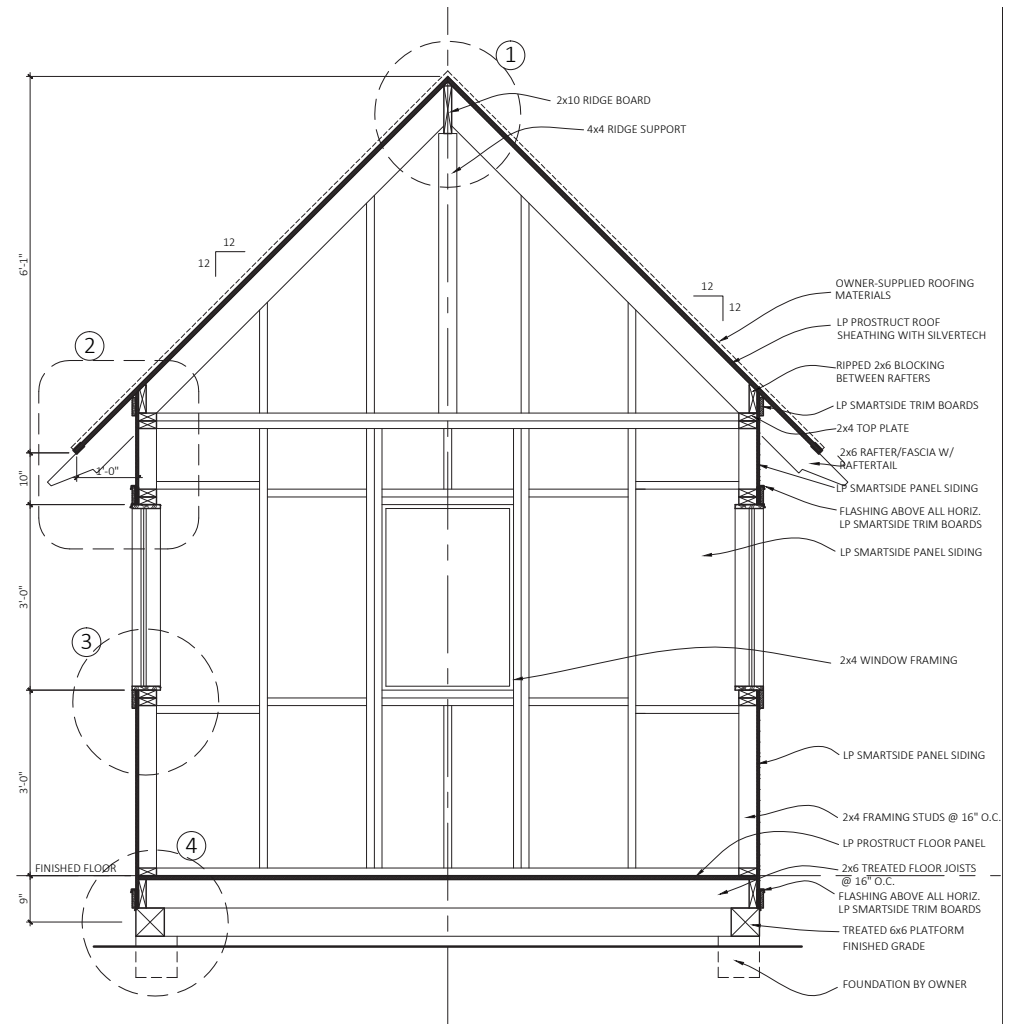 1
2x10 RIDGE BOARD
4x4 RIDGE SUPPORT
12
12
6'-1"
12
12
OWNER-SUPPLIED ROOFING
MATERIALS
LP PROSTRUCT ROOF
SHEATHING WITH SILVERTECH
2
RIPPED 2x6 BLOCKING
BETWEEN RAFTERS
LP SMARTSIDE TRIM BOARDS
2x4 TOP PLATE
2x6 RAFTER/FASCIA W/
RAFTERTAIL
1'-0"
10"
LP SMARTSIDE PANEL SIDING
FLASHING ABOVE ALL HORIZ.
LP SMARTSIDE TRIM BOARDS
LP SMARTSIDE PANEL SIDING
3'-0"
3
2x4 WINDOW FRAMING
LP SMARTSIDE PANEL SIDING
3'-0"
2x4 FRAMING STUDS @ 16" O.C.
4
LP PROSTRUCT FLOOR PANEL
FINISHED FLOOR
2x6 TREATED FLOOR JOISTS
@ 16" O.C.
9"
FLASHING ABOVE ALL HORIZ.
LP SMARTSIDE TRIM BOARDS
TREATED 6x6 PLATFORM
FINISHED GRADE
FOUNDATION BY OWNER